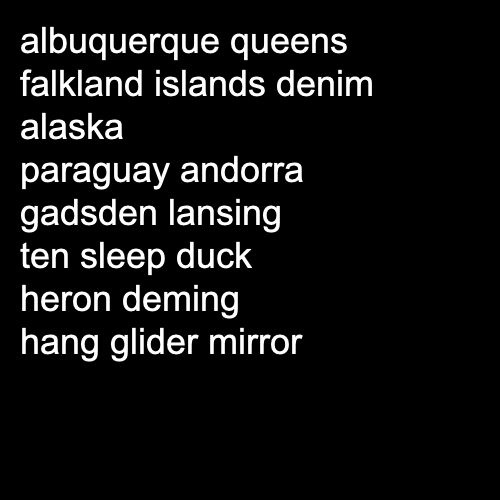 albuquerque queens
falkland islands denim
alaska
paraguay andorra
gadsden lansing
ten sleep duck
heron deming
hang glider mirror